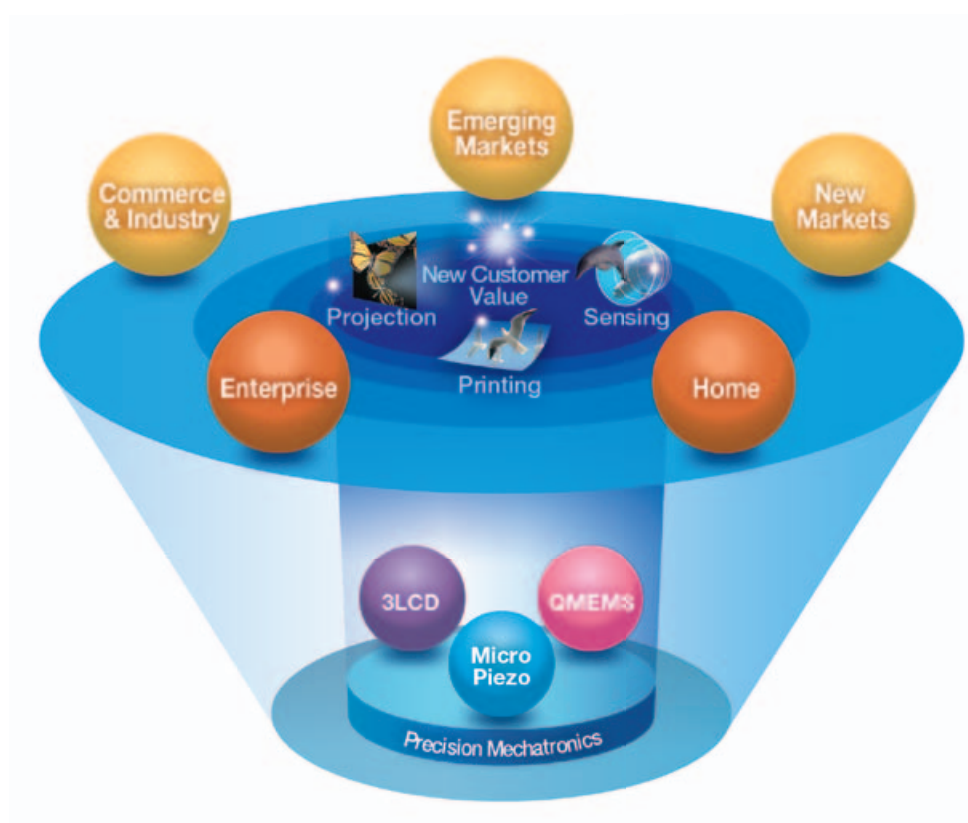 Emerging
Markets
Commerce
& Industry
New
Markets
New Customer
Value
Projection
Sensing
Printing
Enterprise
Home
3LCD
QMEMS
Micro
Piezo
Precision Mechatronics